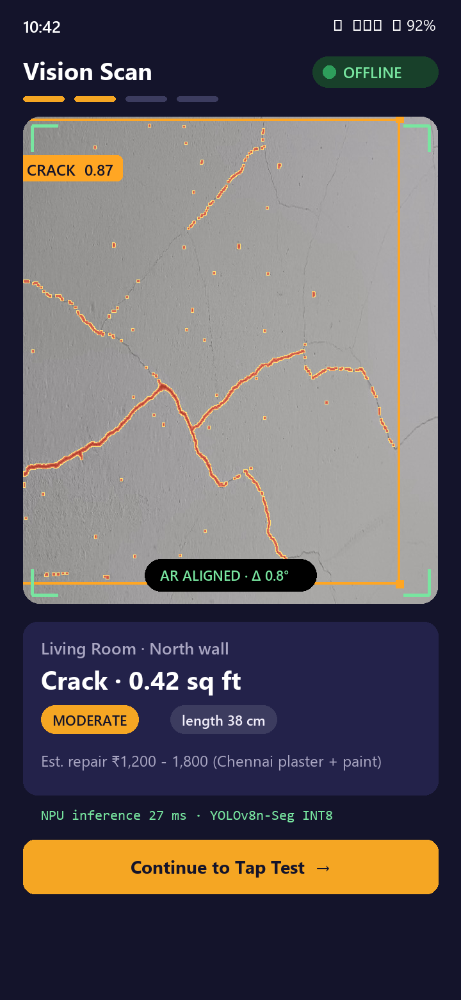 10:42
92%
Vision Scan
OFFLINE
CRACK 0.87
AR ALIGNED · Δ 0.8°
Living Room · North wall
Crack · 0.42 sq ft
MODERATE
length 38 cm
Est. repair ₹1,200 - 1,800 (Chennai plaster + paint)
NPU inference 27 ms · YOLOv8n-Seg INT8
Continue to Tap Test →